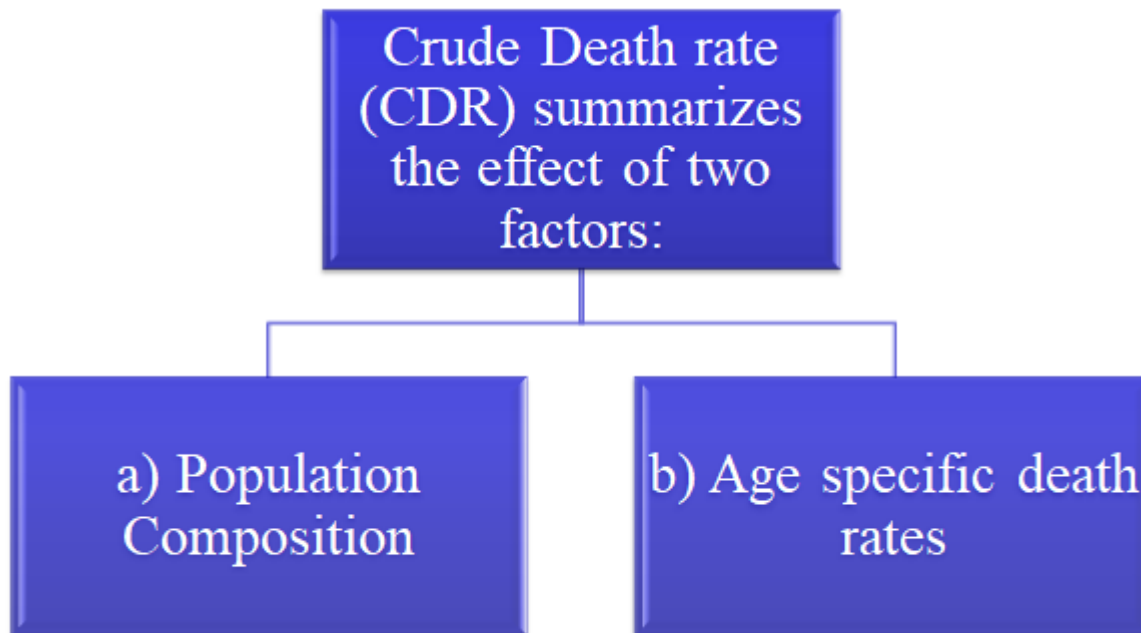 Crude Death rate
(CDR) summarizes
the effect of two
factors:
a) Population
Composition
b) Age specific death
rates